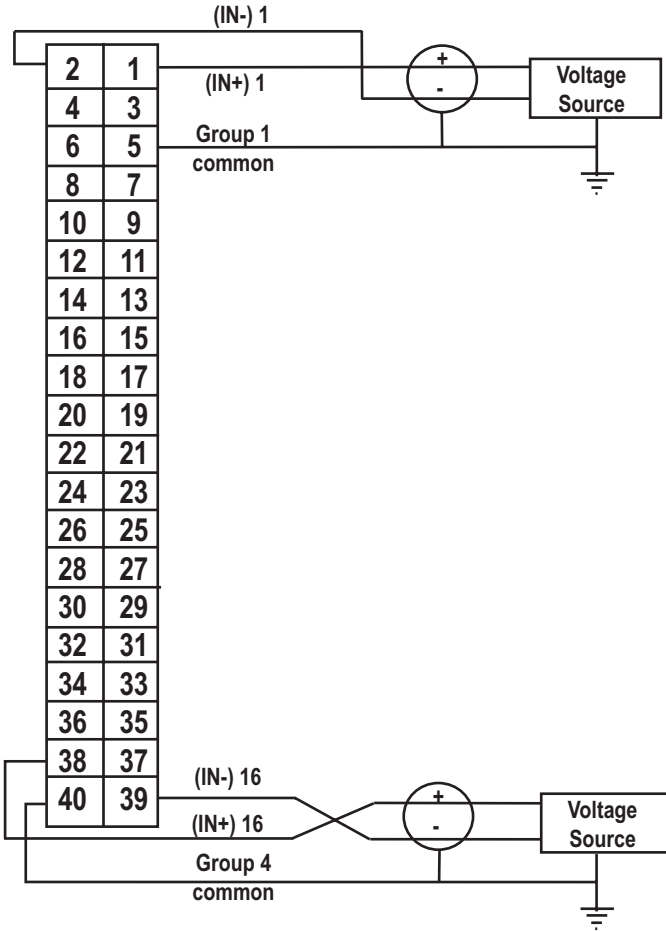 (IN-) 1
2 1
+
(IN+) 1
-
Voltage
Source
4 3
Group 1
common
6 5
8 7
10 9
12 11
14 13
16 15
18 17
20 19
22 21
24 23
26 25
28 27
30 29
32 31
34 33
36 35
38 37
(IN-) 16
40 39
+
(IN+) 16
-
Voltage
Source
Group 4
common